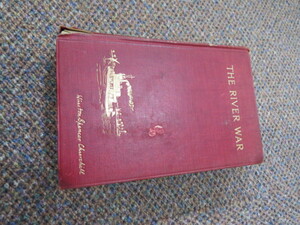 THE RIVER WAR
Winston Spencer Churchill